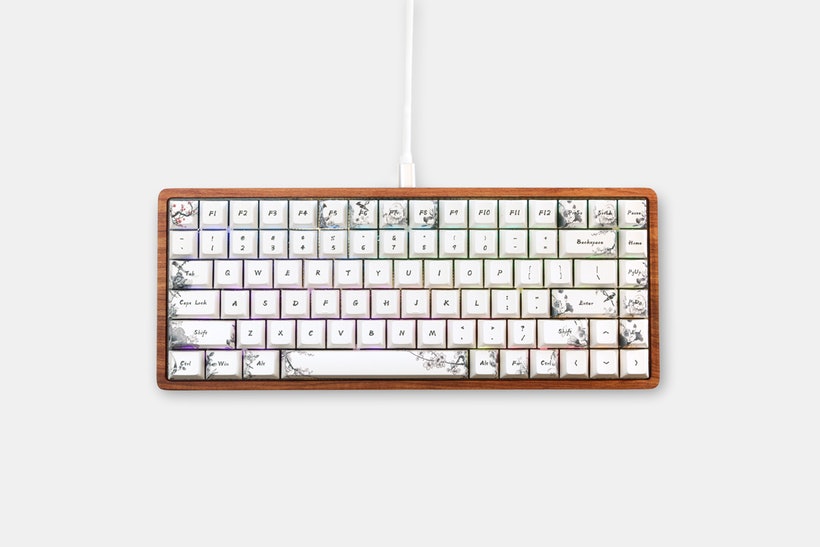 F1 F2 F3 F4 F5 F6 F7 F8 F9 F10 F11 F12 Pause
~ ! @ # $ % ^ & * ( ) _ + Backspace Home
` 1 2 3 4 5 6 7 8 9 0 - =
Tab Q W E R T Y U I O P [ ] \ PgUp
Caps Lock A S D F G H J K L : " Enter PgDn
; '
Shift Z X C V B N M < > ? Shift
, . /
Ctrl Win Alt Alt Fn Ctrl